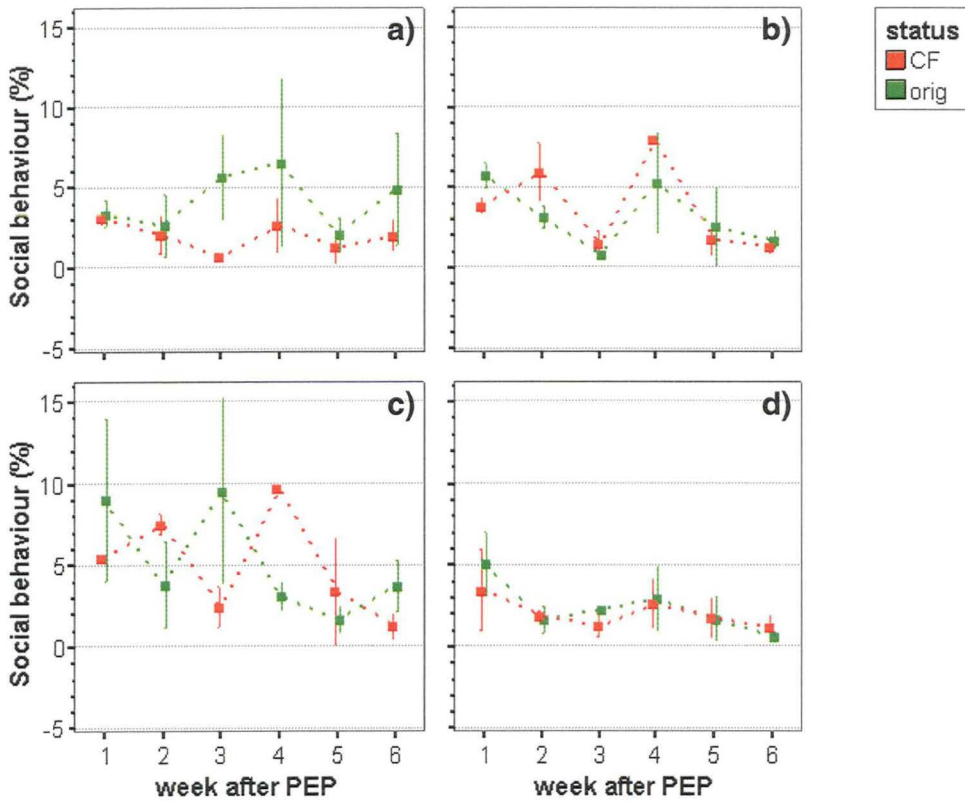 a)
b)
status
CF
orig
Social behaviour (%)
15
10
5
0
-5
c)
d)
Social behaviour (%)
15
10
5
0
-5
1 2 3 4 5 6
1 2 3 4 5 6
week after PEP
week after PEP